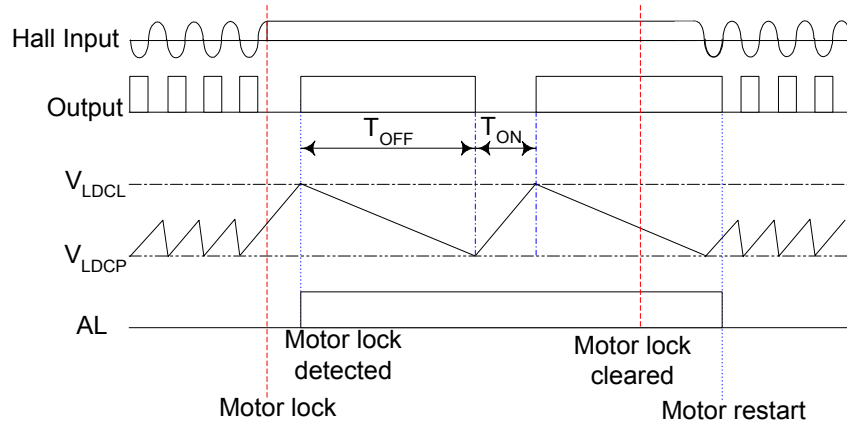 Hall Input
Output
TOFF
TON
VLDCL
VLDCP
AL
Motor lock
detected
Motor lock
cleared
Motor lock
Motor restart